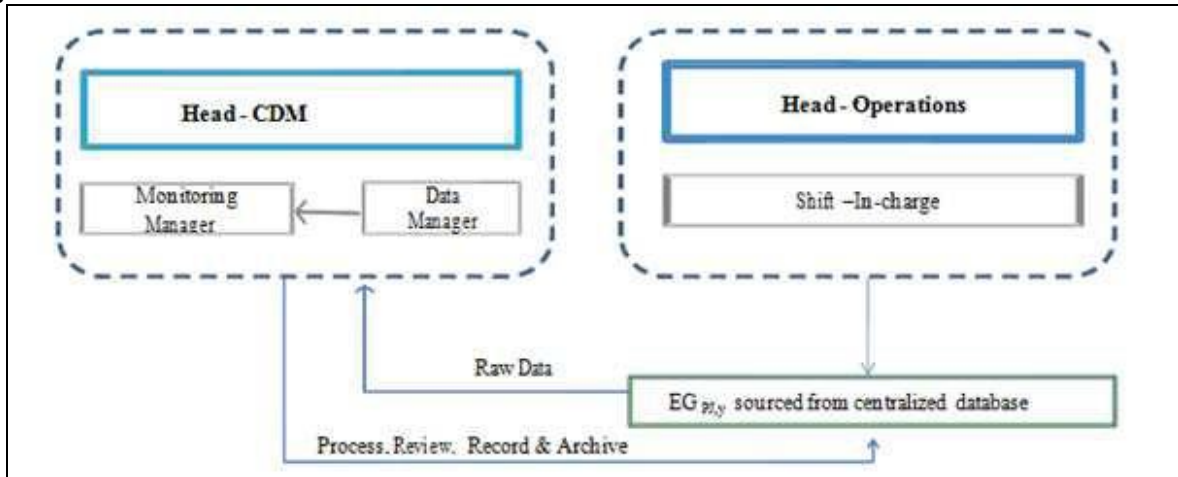 Head - CDM
Head - Operations
Monitoring
Manager
Data
Manager
Shift –In-charge
Raw Data
EG PJ,y sourced from centralized database
Process, Review, Record & Archive